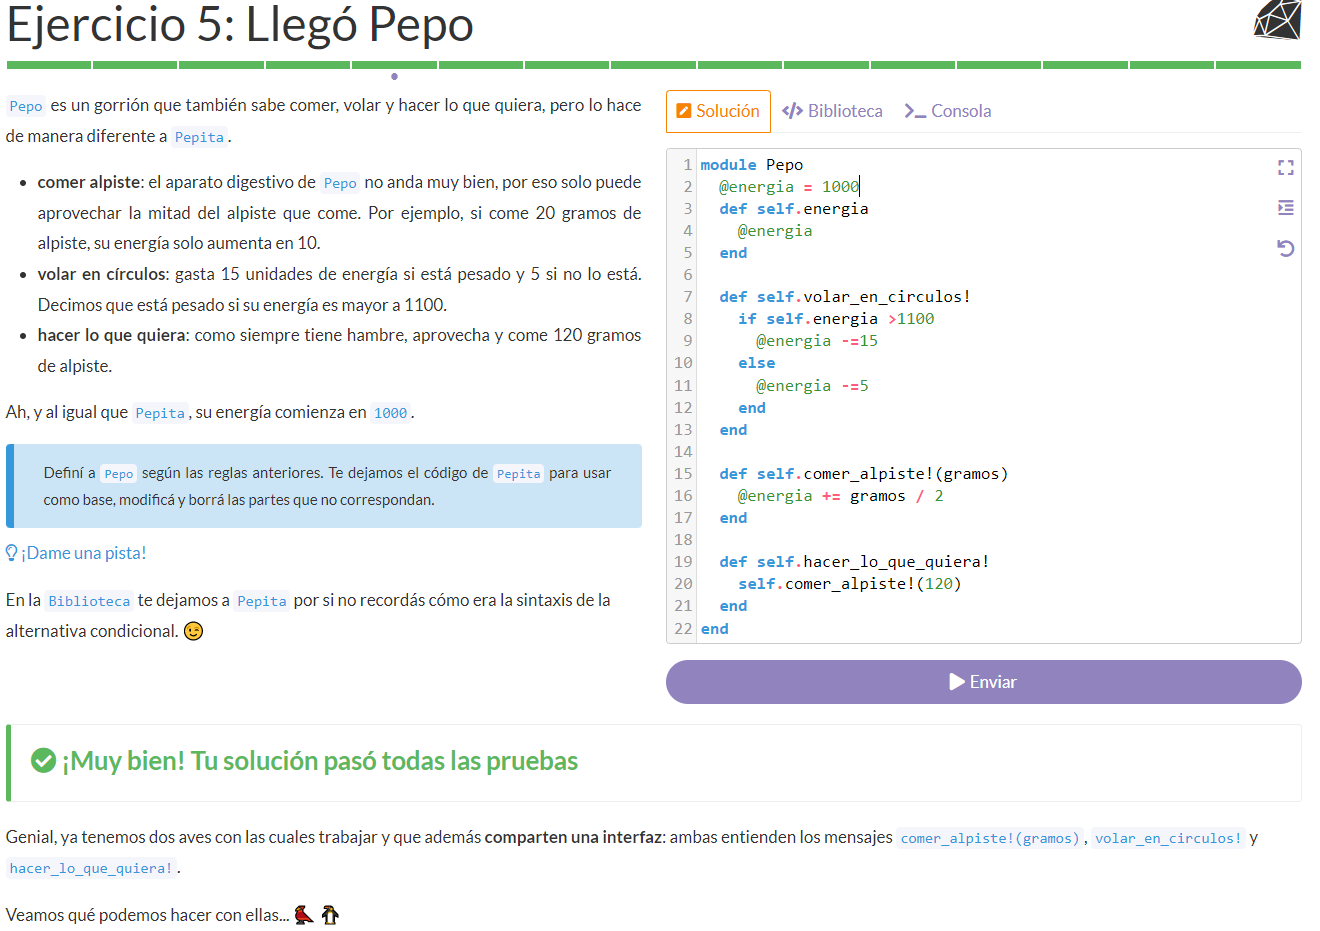 Ejercicio 5: Llegó Pepo
Pepo es un gorrión que también sabe comer, volar y hacer lo que quiera, pero lo hace
de manera diferente a Pepita.
comer alpiste: el aparato digestivo de Pepo no anda muy bien, por eso solo puede
aprovechar la mitad del alpiste que come. Por ejemplo, si come 20 gramos de
alpiste, su energía solo aumenta en 10.
volar en círculos: gasta 15 unidades de energía si está pesado y 5 si no lo está.
Decimos que está pesado si su energía es mayor a 1100.
hacer lo que quiera: como siempre tiene hambre, aprovecha y come 120 gramos
de alpiste.
Ah, y al igual que Pepita, su energía comienza en 1000.
Definí a Pepo según las reglas anteriores. Te dejamos el código de Pepita para usar
como base, modificá y borrá las partes que no correspondan.
¡Dame una pista!
En la Biblioteca te dejamos a Pepita por si no recordás cómo era la sintaxis de la
alternativa condicional. 😉
Solución </> Biblioteca >_ Consola
1 module Pepo
2   @energia = 1000
3   def self.energia
4     @energia
5   end
6
7   def self.volar_en_circulos!
8     if self.energia >1100
9       @energia -=15
10     else
11       @energia -=5
12     end
13   end
14
15   def self.comer_alpiste!(gramos)
16     @energia += gramos / 2
17   end
18
19   def self.hacer_lo_que_quiera!
20     self.comer_alpiste!(120)
21   end
22 end
Enviar
¡Muy bien! Tu solución pasó todas las pruebas
Genial, ya tenemos dos aves con las cuales trabajar y que además comparten una interfaz: ambas entienden los mensajes comer_alpiste!(gramos), volar_en_circulos! y
hacer_lo_que_quiera!.
Veamos qué podemos hacer con ellas...